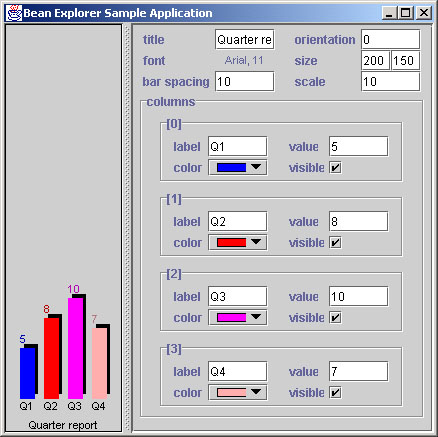 Bean Explorer Sample Application
title Quarter re orientation 0
font Arial, 11 size 200 150
bar spacing 10 scale 10
columns
[0]
label Q1 value 5
color visible
[1]
label Q2 value 8
color visible
[2]
label Q3 value 10
color visible
[3]
label Q4 value 7
color visible
10
8
7
5
Q1 Q2 Q3 Q4
Quarter report